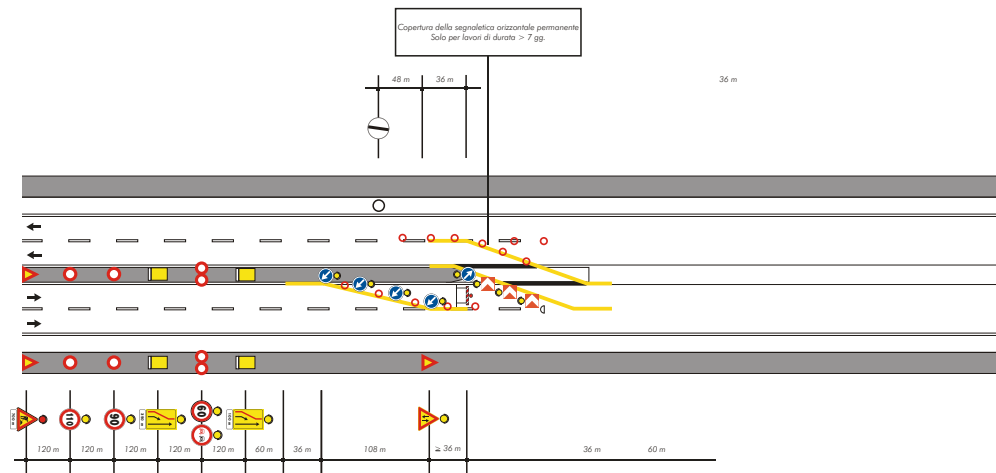 Copertura della segnaletica orizzontale permanente
Solo per lavori di durata > 7 gg.
48 m
36 m
36 m
110
90
60
120 m
120 m
120 m
120 m
120 m
60 m
36 m
108 m
≥ 36 m
36 m
60 m